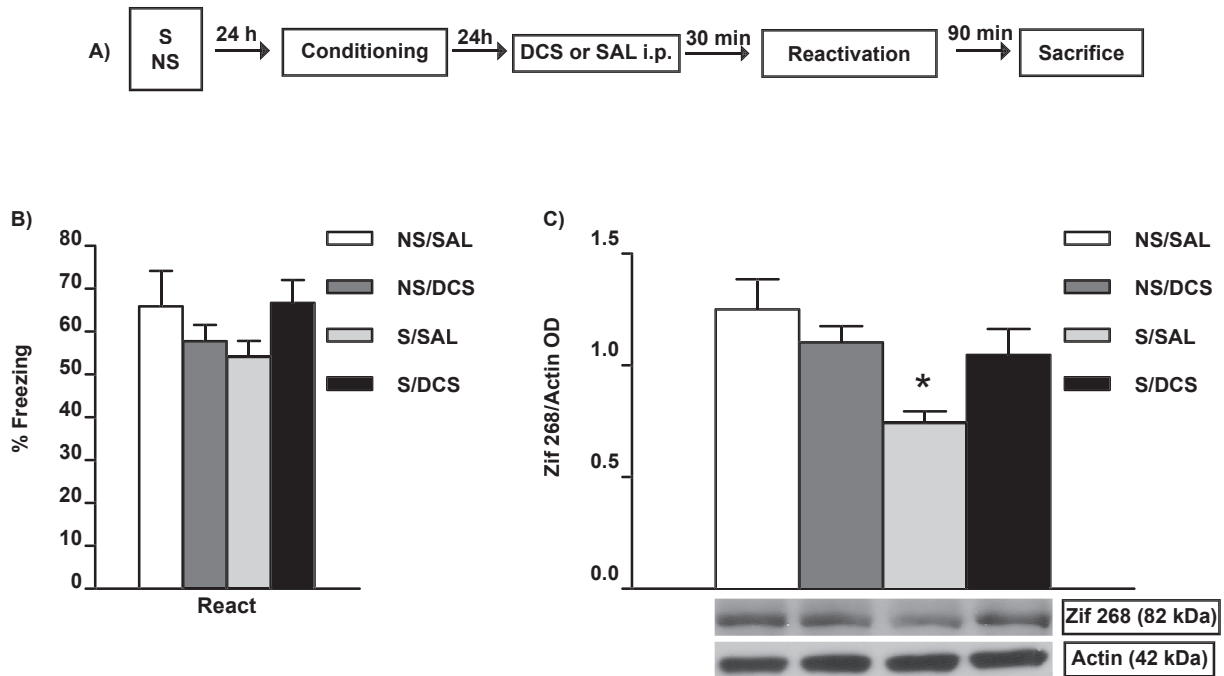 A)
S
NS
24 h
Conditioning
24h
DCS or SAL i.p.
30 min
Reactivation
90 min
Sacrifice
B)
% Freezing
80
70
60
50
40
30
20
10
0
React
NS/SAL
NS/DCS
S/SAL
S/DCS
C)
Zif 268/Actin OD
1.5
1.0
0.5
0.0
*
NS/SAL
NS/DCS
S/SAL
S/DCS
Zif 268 (82 kDa)
Actin (42 kDa)